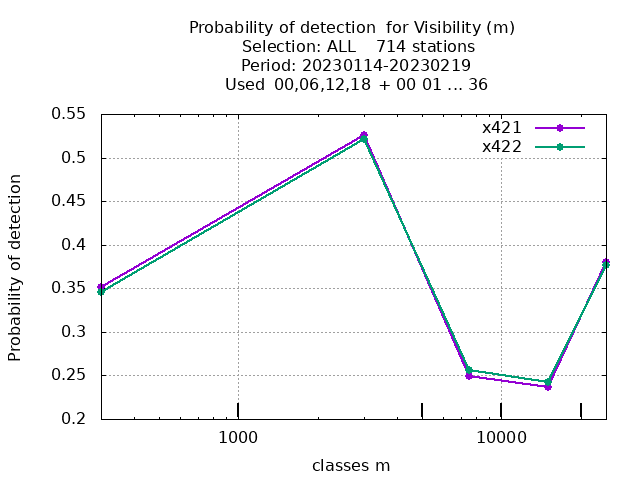 Probability of detection for Visibility (m)
Selection: ALL 714 stations
Period: 20230114-20230219
Used 00,06,12,18 + 00 01 ... 36
x421
x422
0.55
0.5
0.45
0.4
0.35
0.3
0.25
0.2
Probability of detection
1000 10000
classes m